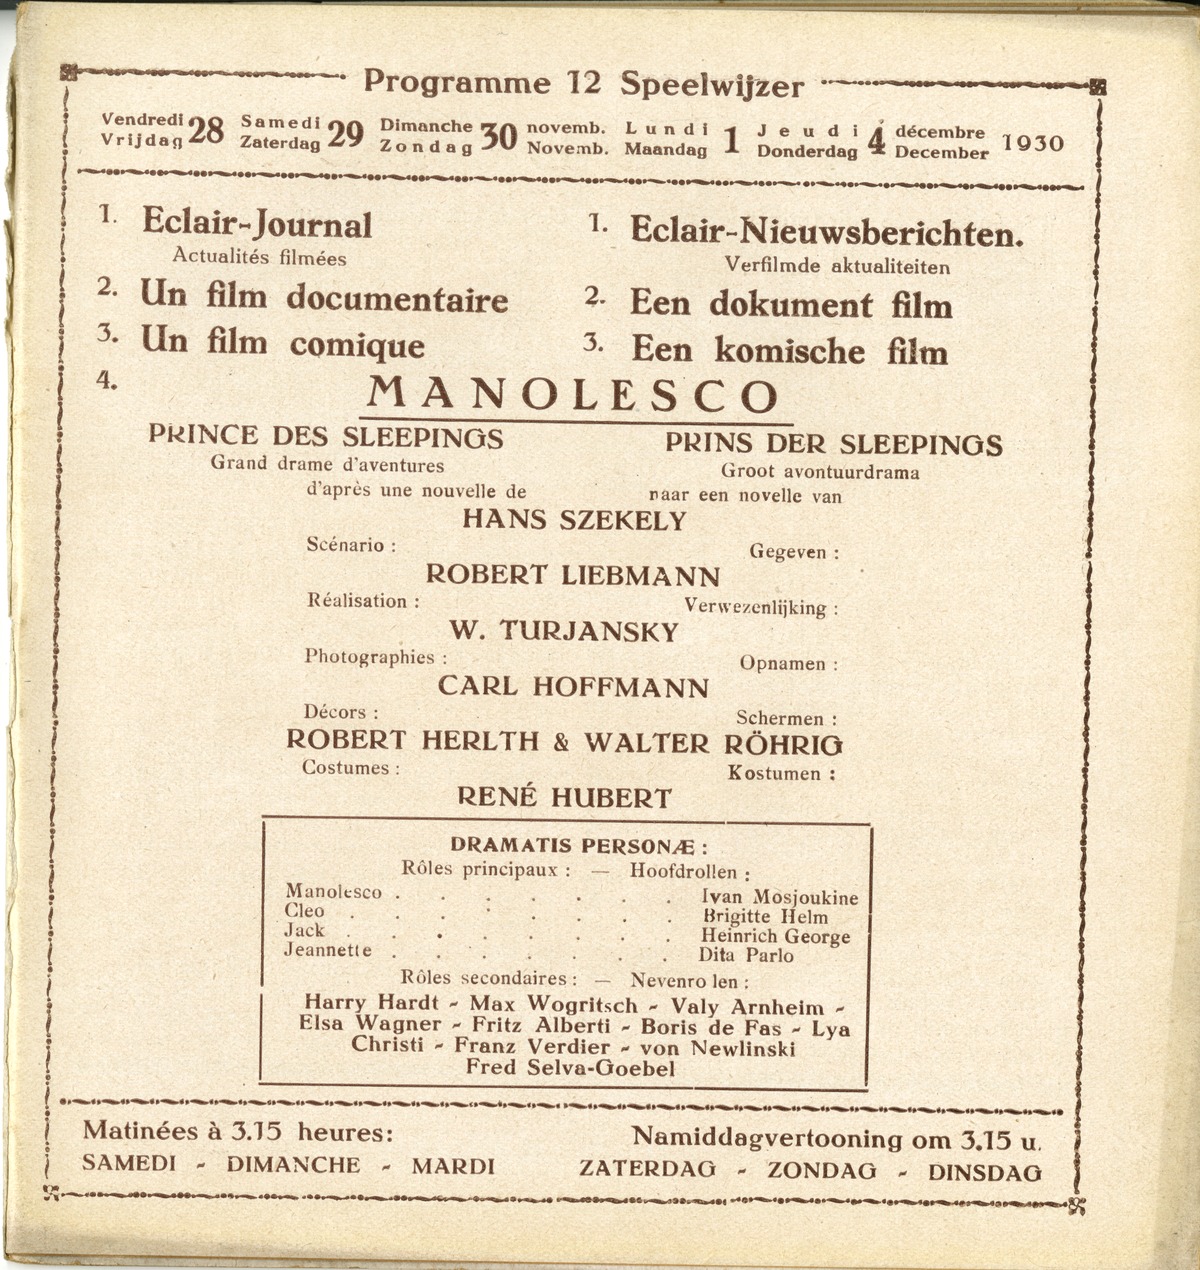 Programme 12 Speelwijzer
Vendredi 28 Samedi 29 Dimanche 30 novemb. Lundi 1 Jeudi 4 décembre 1930
Vrijdag Zaterdag Zondag Novemb. Maandag Donderdag December
1. Eclair-Journal 1. Eclair-Nieuwsberichten.
Actualités filmées Verfilmde aktualiteiten
2. Un film documentaire 2. Een dokument film
3. Un film comique 3. Een komische film
4. MANOLESCO
PRINCE DES SLEEPINGS PRINS DER SLEEPINGS
Grand drame d'aventures Groot avontuurdrama
d'après une nouvelle de naar een novelle van
HANS SZEKELY
Scénario : Gegeven :
ROBERT LIEBMANN
Réalisation : Verwezenlijking :
W. TURJANSKY
Photographies : Opnamen :
CARL HOFFMANN
Décors : Schermen :
ROBERT HERLTH & WALTER RÖHRIG
Costumes : Kostumen :
RENÉ HUBERT
DRAMATIS PERSONÆ :
Rôles principaux : — Hoofdrollen :
Manolesco . . . . . . . Ivan Mosjoukine
Cleo . . . . . . . . Brigitte Helm
Jack . . . . . . . . Heinrich George
Jeannette . . . . . . . Dita Parlo
Rôles secondaires : — Nevenro len :
Harry Hardt - Max Wogritsch - Valy Arnheim -
Elsa Wagner - Fritz Alberti - Boris de Fas - Lya
Christi - Franz Verdier - von Newlinski
Fred Selva-Goebel
Matinées à 3.15 heures: Namiddagvertooning om 3.15 u.
SAMEDI - DIMANCHE - MARDI ZATERDAG - ZONDAG - DINSDAG